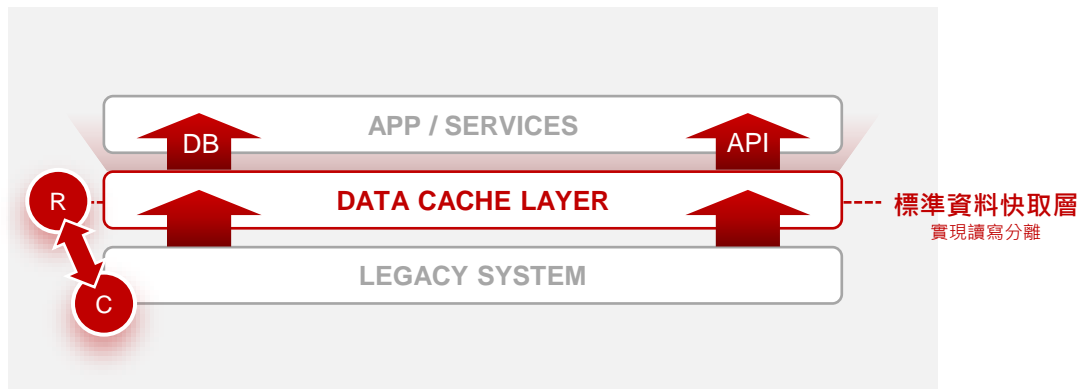 APP / SERVICES
DB
API
R
DATA CACHE LAYER
標準資料快取層
實現讀寫分離
LEGACY SYSTEM
C